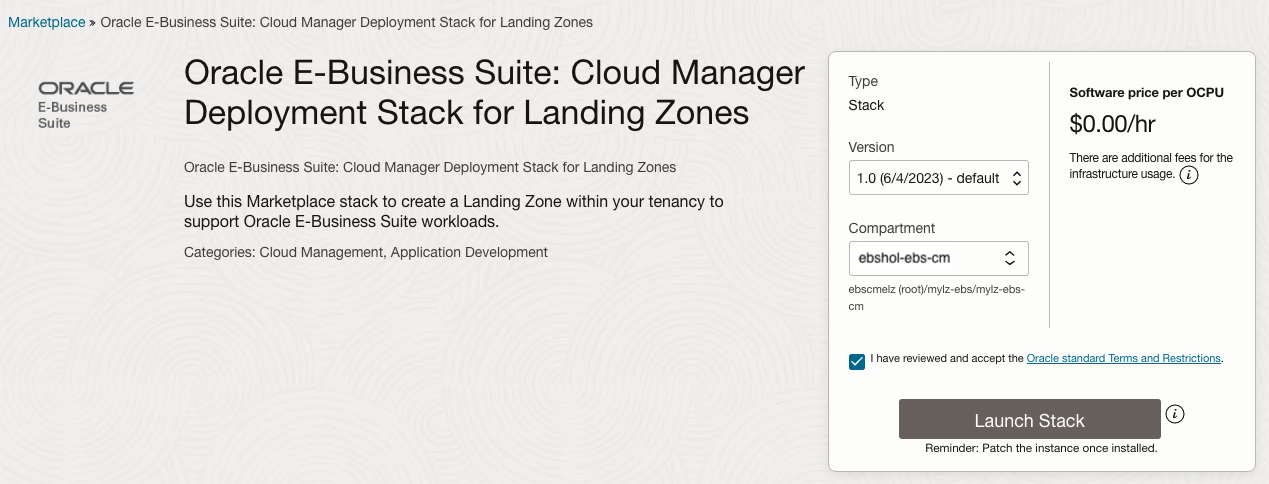 Marketplace » Oracle E-Business Suite: Cloud Manager Deployment Stack for Landing Zones
ORACLE
E-Business
Suite
Oracle E-Business Suite: Cloud Manager
Deployment Stack for Landing Zones
Oracle E-Business Suite: Cloud Manager Deployment Stack for Landing Zones
Use this Marketplace stack to create a Landing Zone within your tenancy to
support Oracle E-Business Suite workloads.
Categories: Cloud Management, Application Development
Type
Stack
Version
1.0 (6/4/2023) - default
Compartment
ebshol-ebs-cm
ebscmelz (root)/mylz-ebs/mylz-ebs-
cm
Software price per OCPU
$0.00/hr
There are additional fees for the
infrastructure usage. i
I have reviewed and accept the Oracle standard Terms and Restrictions.
Launch Stack i
Reminder: Patch the instance once installed.